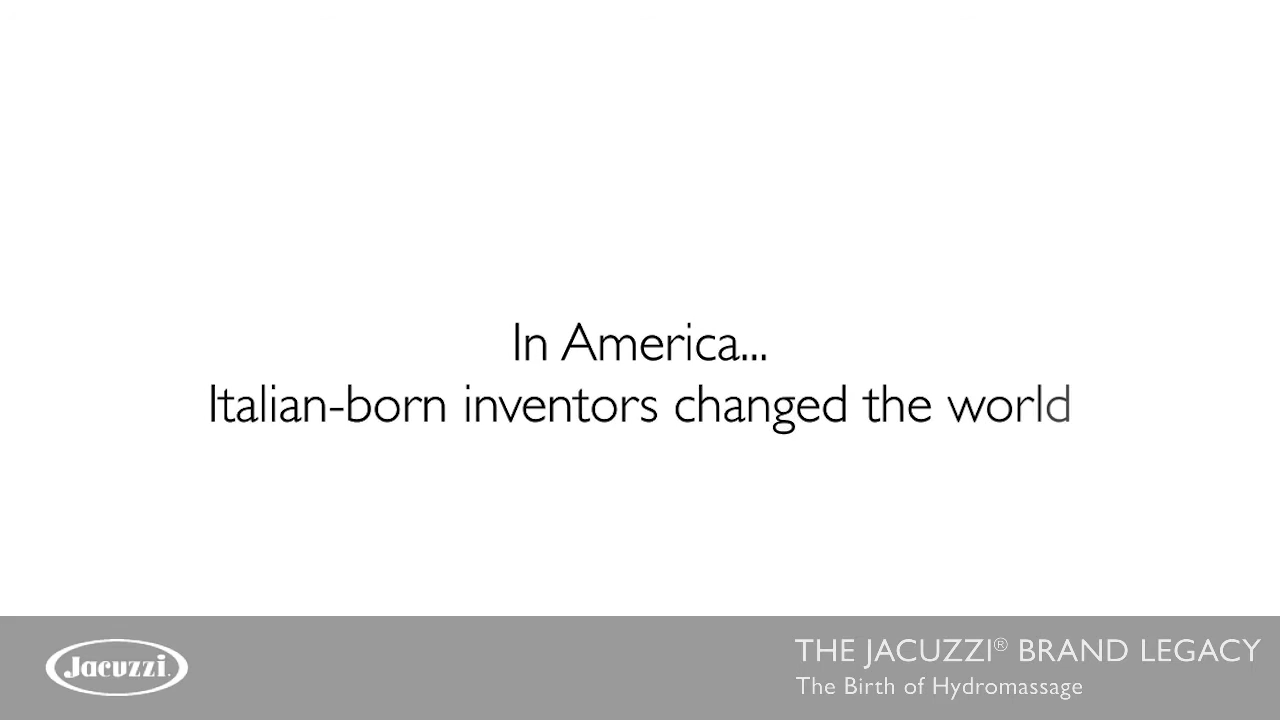 In America...
Italian-born inventors changed the world
Jacuzzi.
THE JACUZZI® BRAND LEGACY
The Birth of Hydromassage